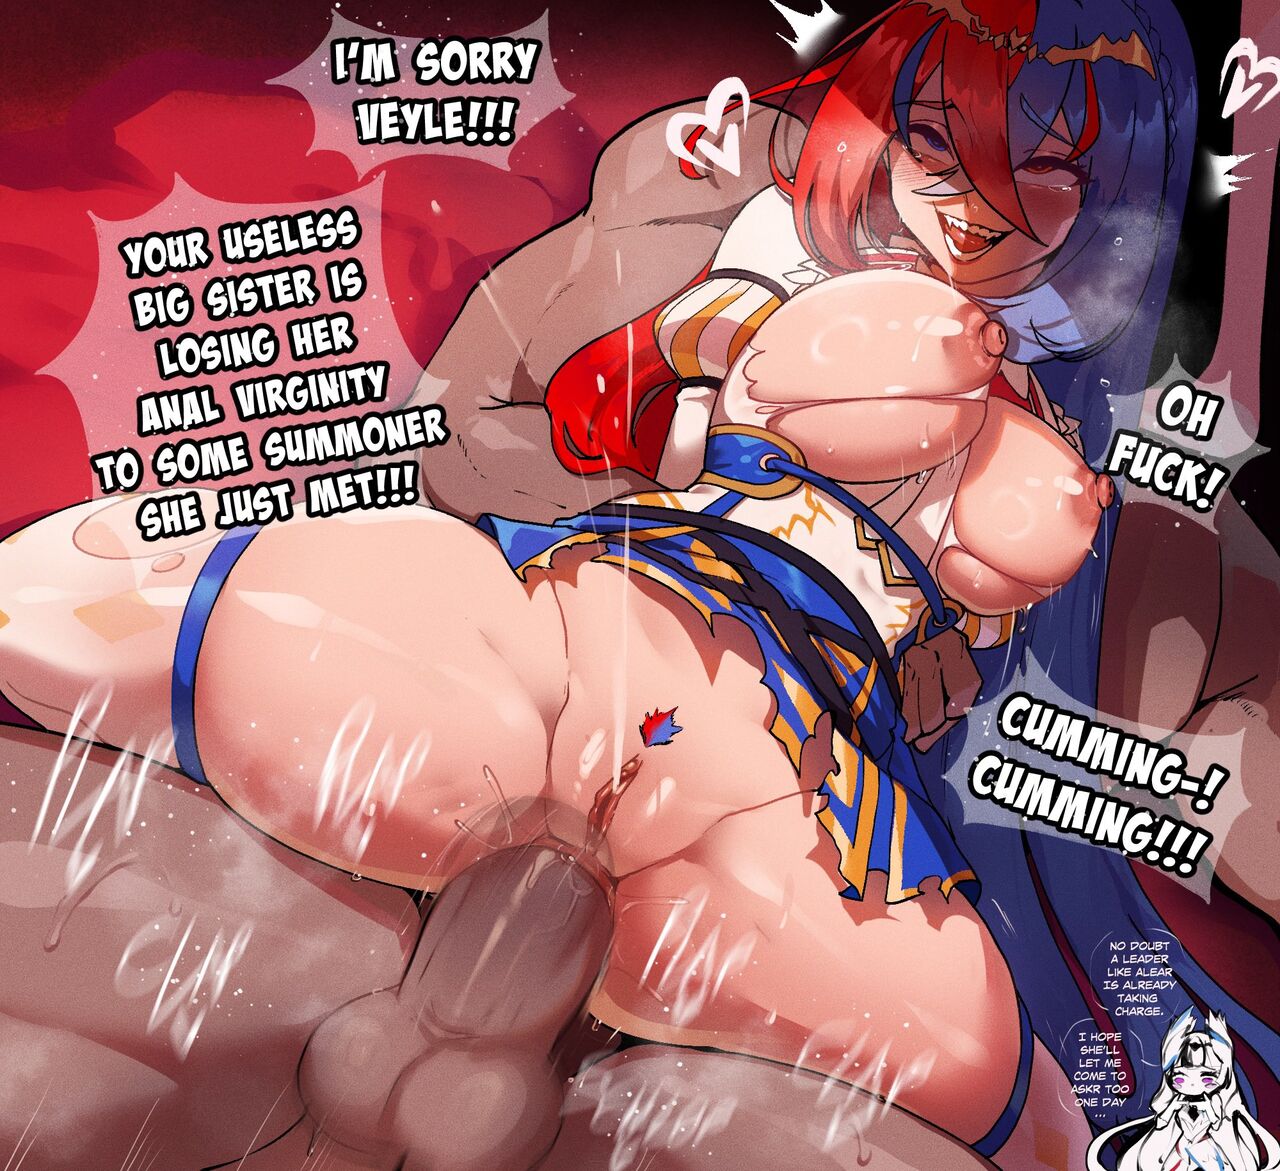 I'M SORRY
VEYLE!!!
YOUR USELESS
BIG SISTER IS
LOSING HER
ANAL VIRGINITY
TO SOME SUMMONER
SHE JUST MET!!!
OH
FUCK!
CUMMING-!
CUMMING!!!
NO DOUBT
A LEADER
LIKE ALEAR
IS ALREADY
TAKING
CHARGE.
I HOPE
SHE'LL
LET ME
COME TO
ASKR TOO
ONE DAY
...